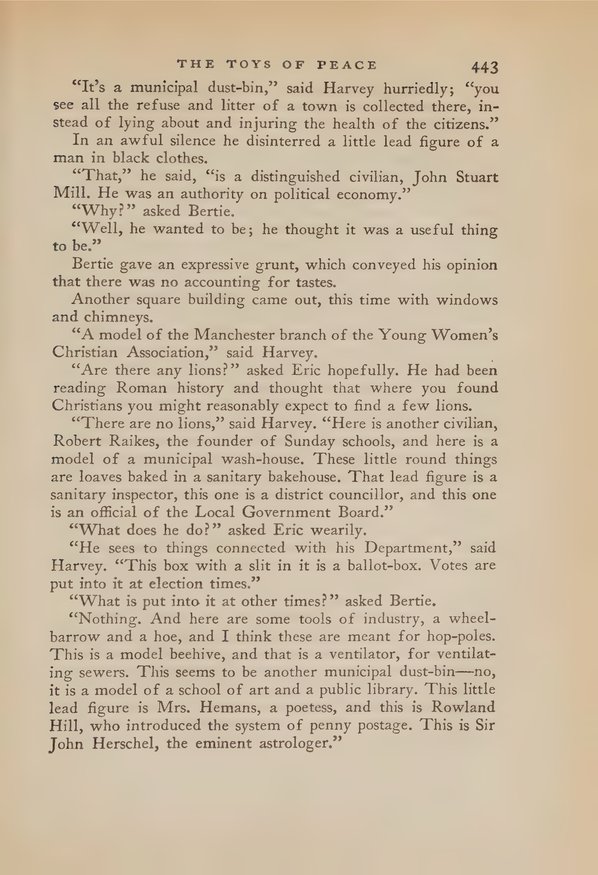 THE TOYS OF PEACE 443
“It’s a municipal dust-bin,” said Harvey hurriedly; “you
see all the refuse and litter of a town is collected there, in-
stead of lying about and injuring the health of the citizens.”
In an awful silence he disinterred a little lead figure of a
man in black clothes.
“That,” he said, “is a distinguished civilian, John Stuart
Mill. He was an authority on political economy.”
“Why?” asked Bertie.
“Well, he wanted to be; he thought it was a useful thing
to be.”
Bertie gave an expressive grunt, which conveyed his opinion
that there was no accounting for tastes.
Another square building came out, this time with windows
and chimneys.
“A model of the Manchester branch of the Young Women’s
Christian Association,” said Harvey.
“Are there any lions?” asked Eric hopefully. He had been
reading Roman history and thought that where you found
Christians you might reasonably expect to find a few lions.
“There are no lions,” said Harvey. “Here is another civilian,
Robert Raikes, the founder of Sunday schools, and here is a
model of a municipal wash-house. These little round things
are loaves baked in a sanitary bakehouse. That lead figure is a
sanitary inspector, this one is a district councillor, and this one
is an official of the Local Government Board.”
“What does he do?” asked Eric wearily.
“He sees to things connected with his Department,” said
Harvey. “This box with a slit in it is a ballot-box. Votes are
put into it at election times.”
“What is put into it at other times?” asked Bertie.
“Nothing. And here are some tools of industry, a wheel-
barrow and a hoe, and I think these are meant for hop-poles.
This is a model beehive, and that is a ventilator, for ventilat-
ing sewers. This seems to be another municipal dust-bin—no,
it is a model of a school of art and a public library. This little
lead figure is Mrs. Hemans, a poetess, and this is Rowland
Hill, who introduced the system of penny postage. This is Sir
John Herschel, the eminent astrologer.”